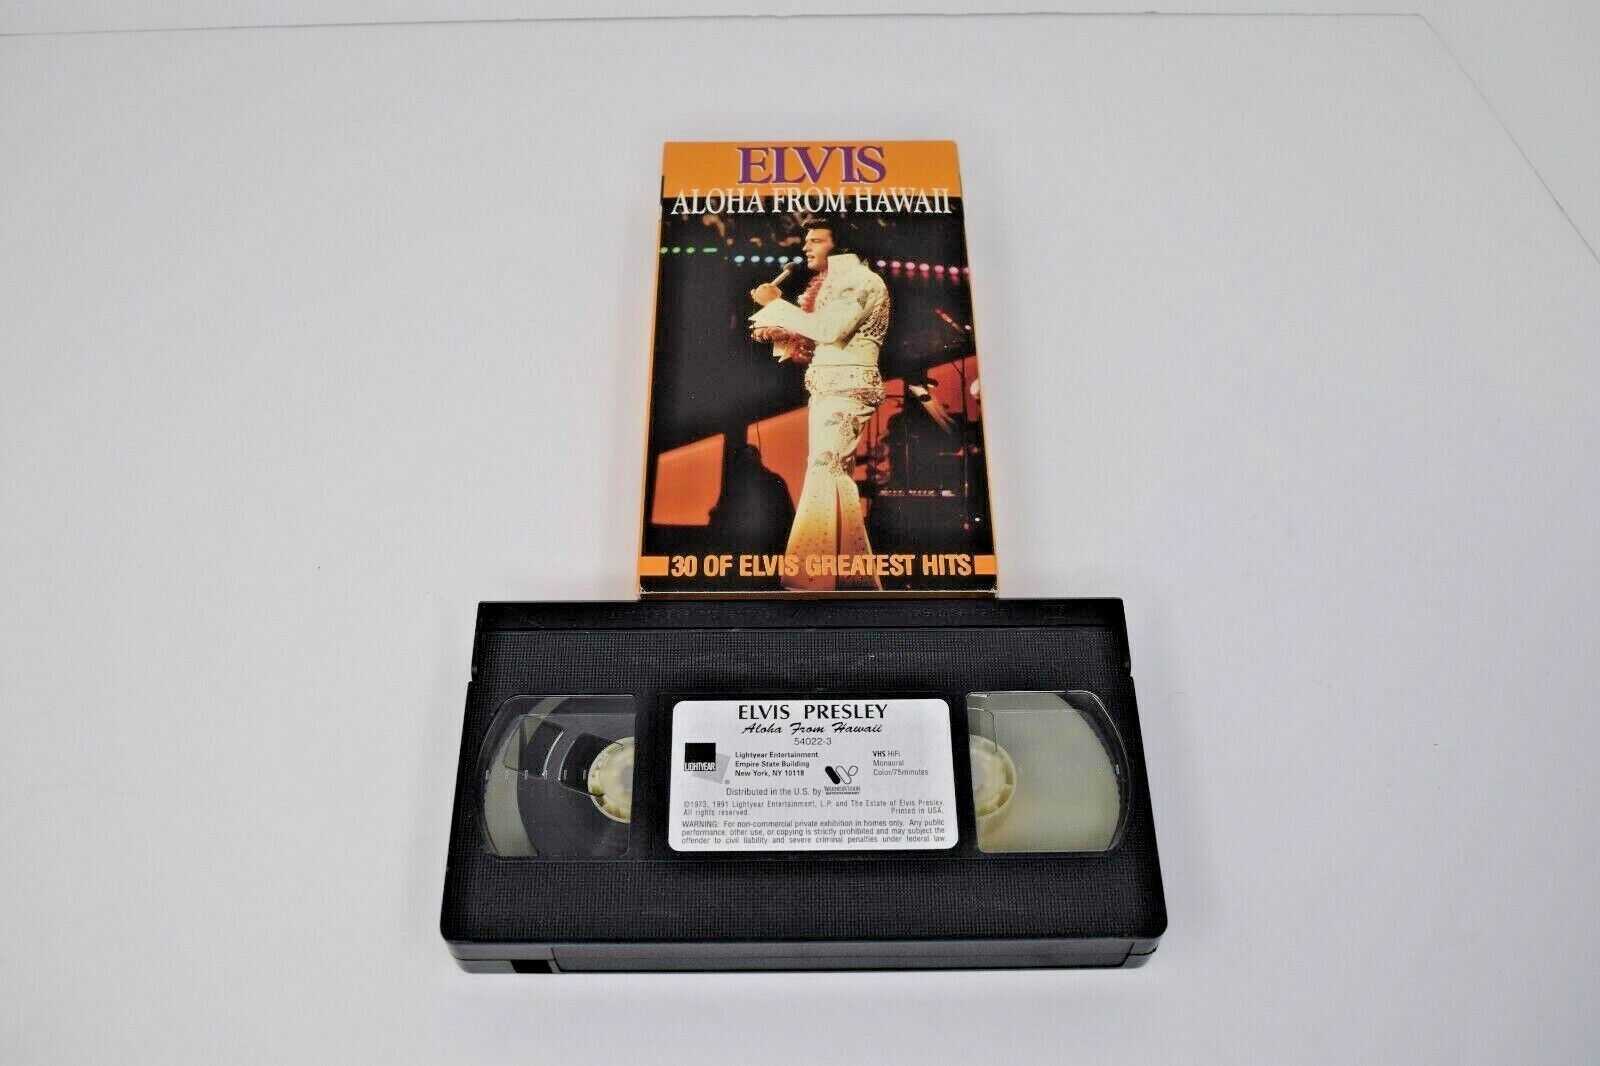 ELVIS
ALOHA FROM HAWAII
30 OF ELVIS GREATEST HITS
ELVIS PRESLEY
Aloha From Hawaii
54022-3
LIGHTYEAR
®
Lightyear Entertainment
Empire State Building
New York, NY 10118
VHS HiFi
Monaural
Color/75minutes
Distributed in the U.S. by WARNERVISION ENTERTAINMENT
©1973, 1991 Lightyear Entertainment, L.P. and The Estate of Elvis Presley.
All rights reserved. Printed in USA.
WARNING: For non-commercial private exhibition in homes only. Any public
performance, other use, or copying is strictly prohibited and may subject the
offender to civil liability and severe criminal penalties under federal law.